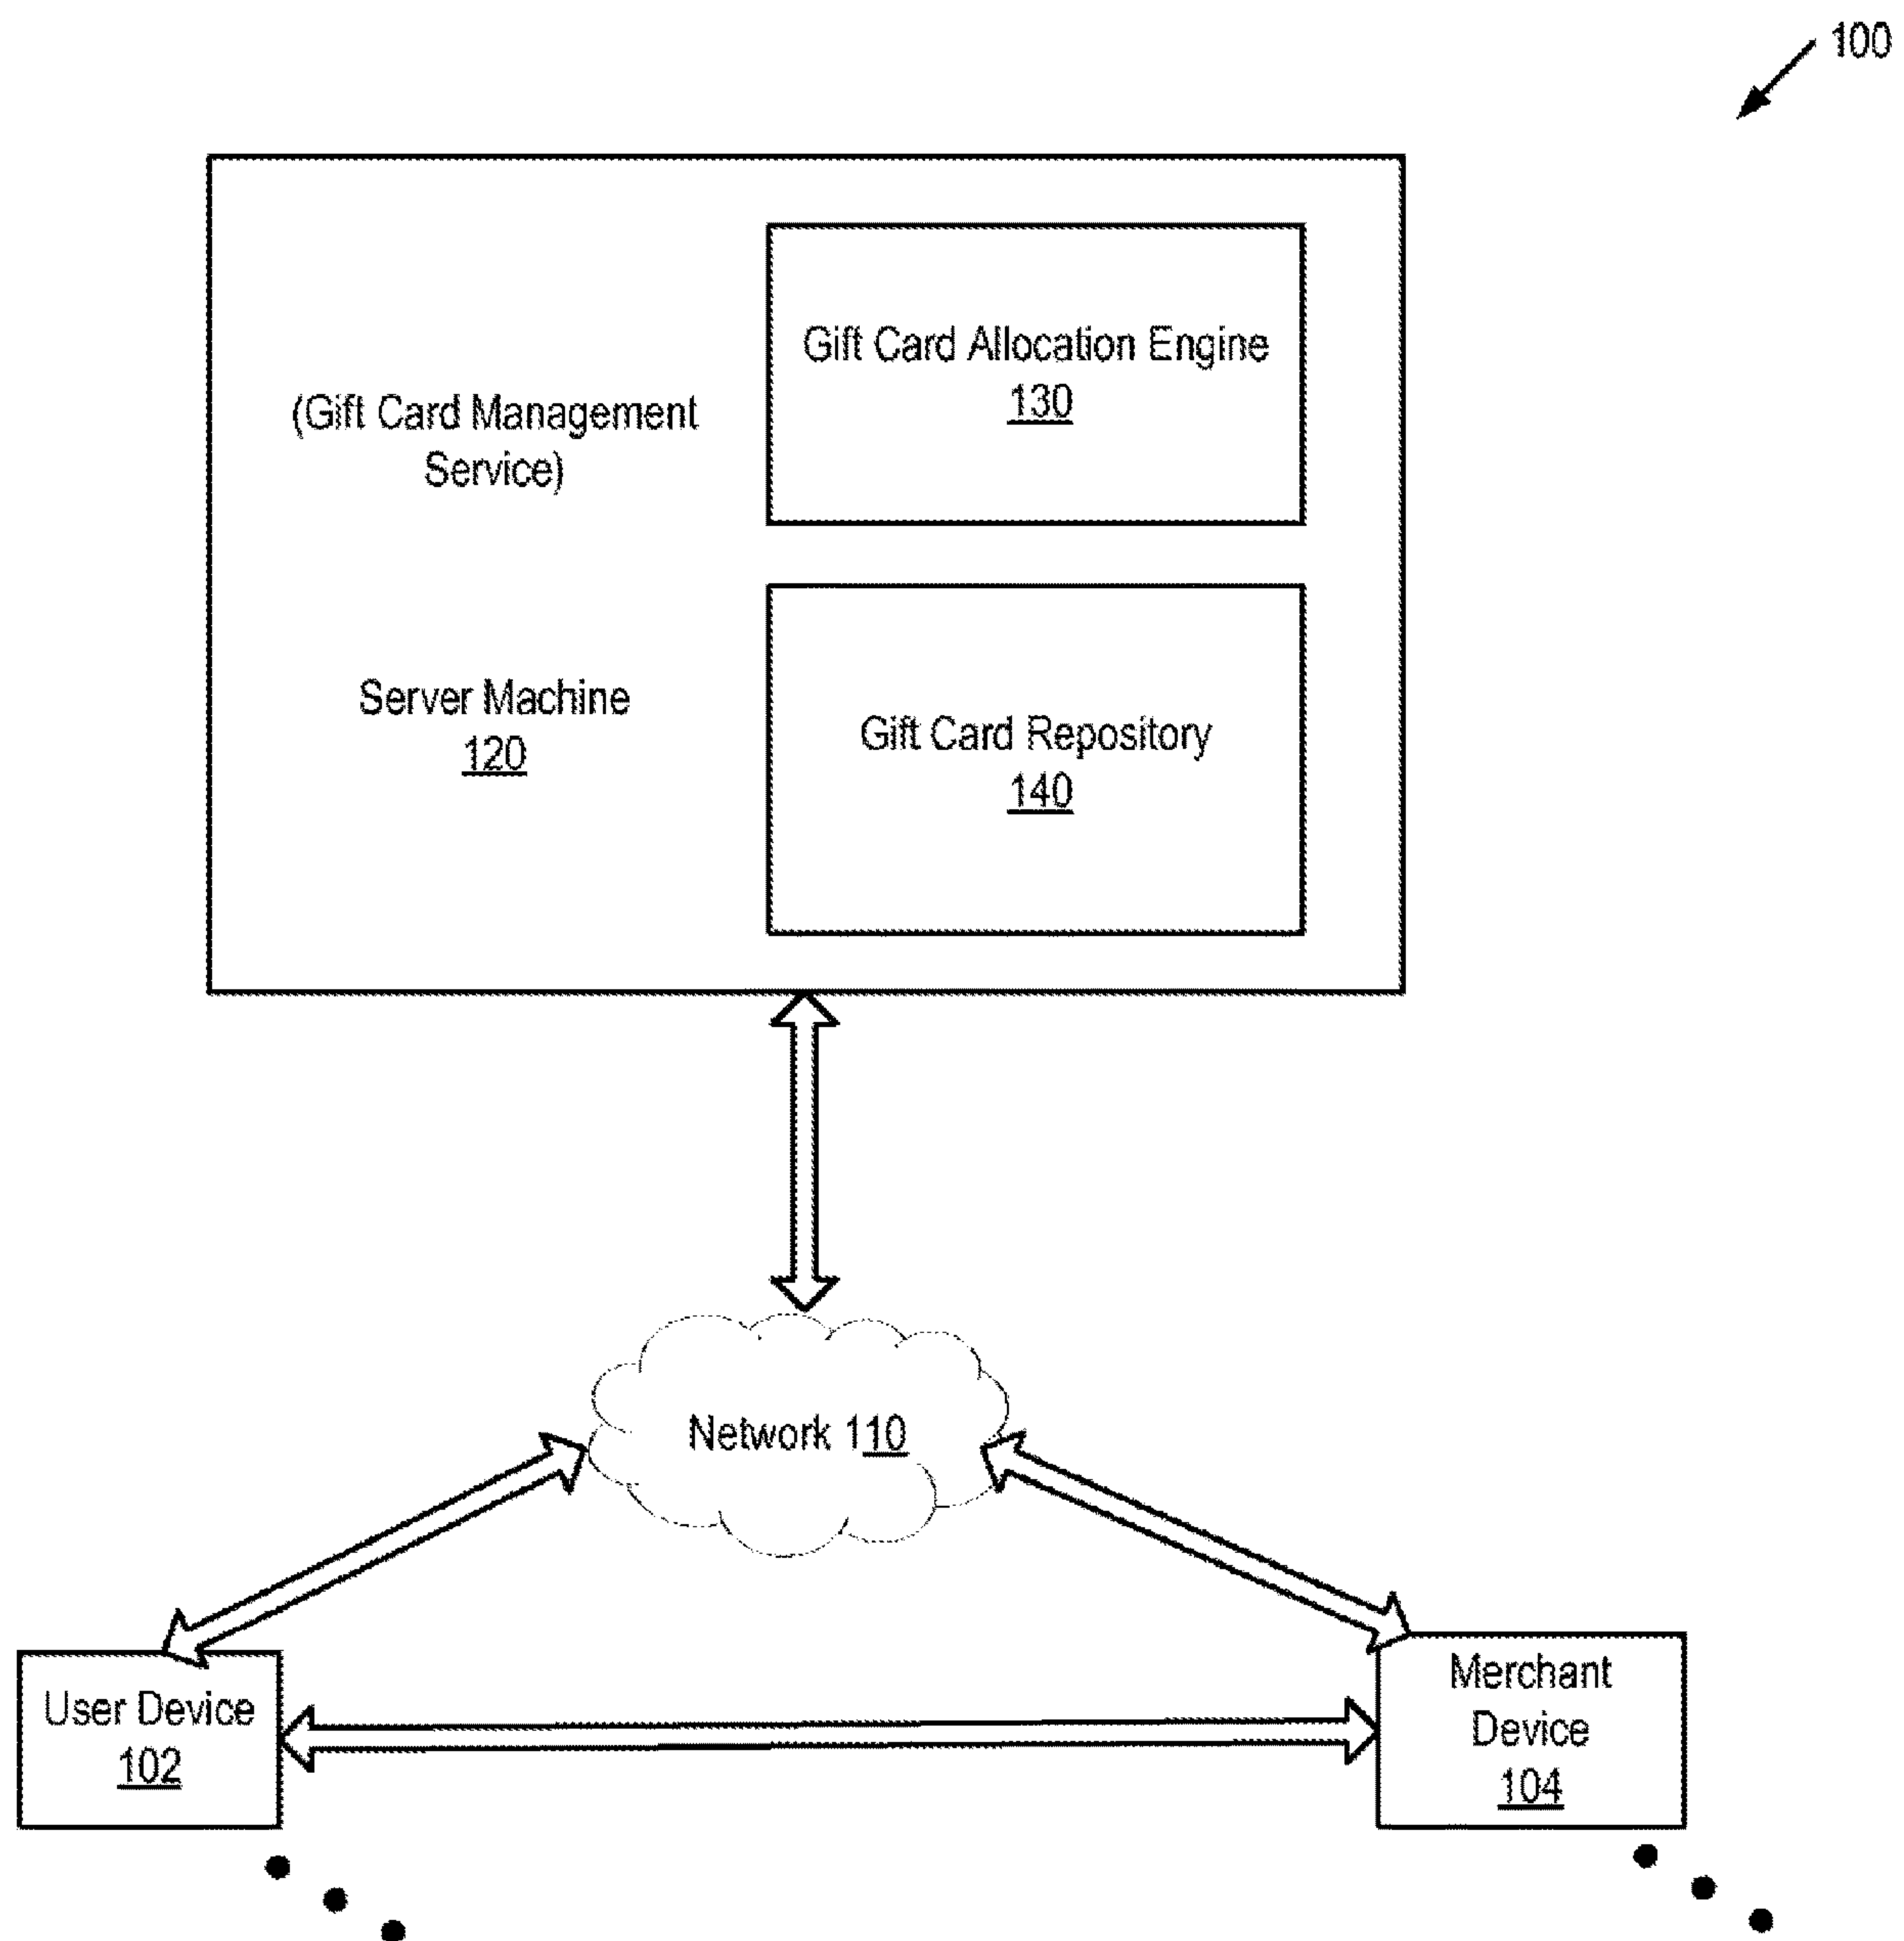 100
Gift Card Allocation Engine
130
(Gift Card Management
Service)
Server Machine
120
Gift Card Repository
140
Network 110
User Device
102
Merchant
Device
104